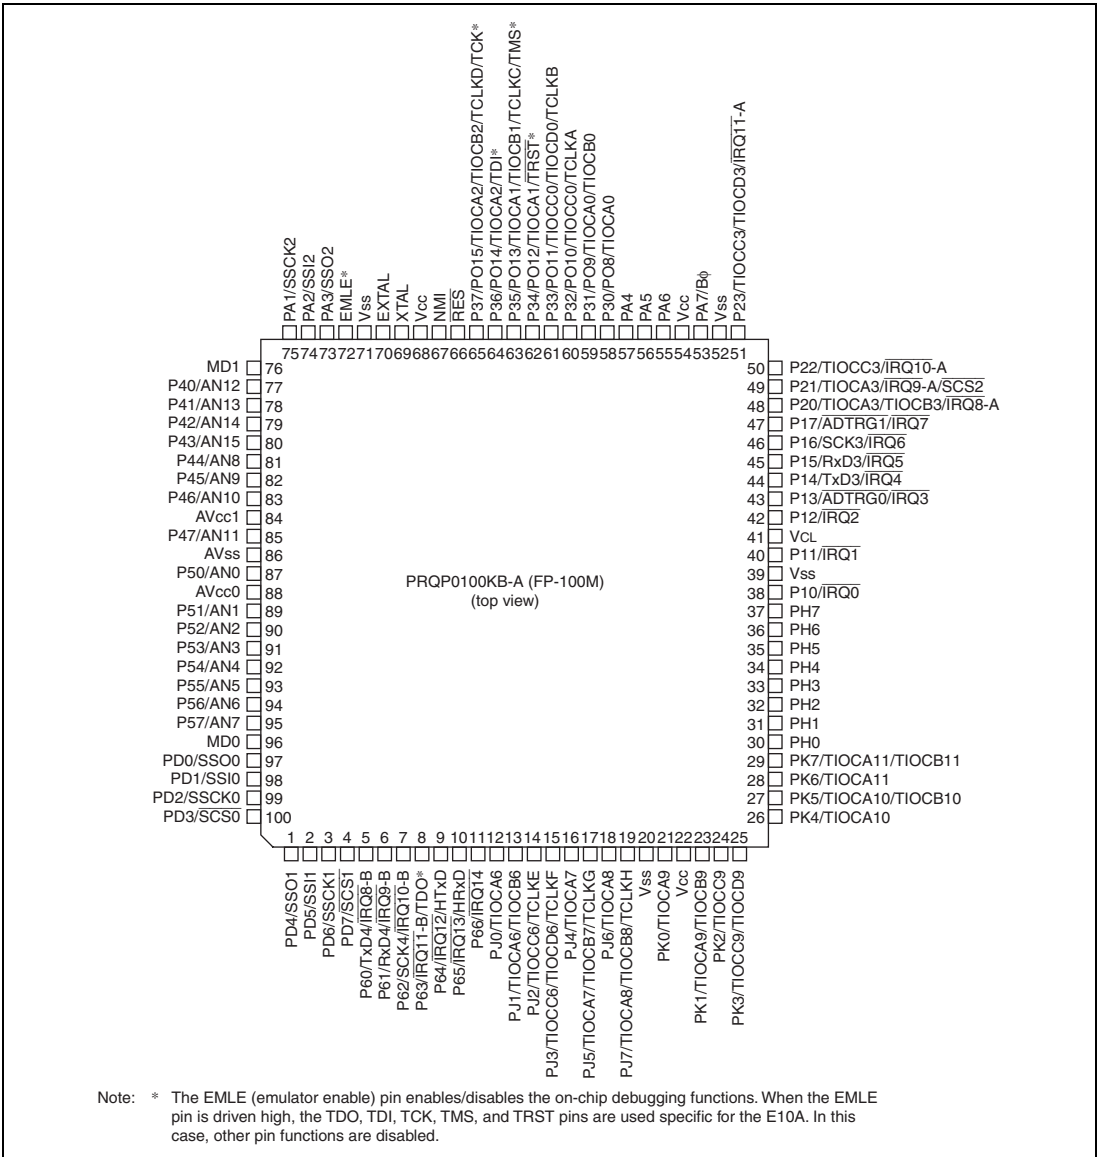 P37/PO15/TIOCA2/TIOCB2/TCLKD/TCK*
P36/PO14/TIOCA2/TDI*
P35/PO13/TIOCA1/TIOCB1/TCLKC/TMS*
P34/PO12/TIOCA1/TRST*
P33/PO11/TIOCC0/TIOCD0/TCLKB
P32/PO10/TIOCC0/TCLKA
P31/PO9/TIOCA0/TIOCB0
P30/PO8/TIOCA0
P23/TIOCC3/TIOCD3/IRQ11-A
PA1/SSCK2
PA2/SSI2
PA3/SSO2
EMLE*
Vss
EXTAL
XTAL
Vcc
NMI
RES
PA4
PA5
PA6
Vcc
PA7/Bϕ
Vss
75 74 73 72 71 70 69 68 67 66 65 64 63 62 61 60 59 58 57 56 55 54 53 52 51
MD1 76
P40/AN12 77
P41/AN13 78
P42/AN14 79
P43/AN15 80
P44/AN8 81
P45/AN9 82
P46/AN10 83
AVcc1 84
P47/AN11 85
AVss 86
P50/AN0 87
AVcc0 88
P51/AN1 89
P52/AN2 90
P53/AN3 91
P54/AN4 92
P55/AN5 93
P56/AN6 94
P57/AN7 95
MD0 96
PD0/SSO0 97
PD1/SSI0 98
PD2/SSCK0 99
PD3/SCS0 100
PRQP0100KB-A (FP-100M)
(top view)
50 P22/TIOCC3/IRQ10-A
49 P21/TIOCA3/IRQ9-A/SCS2
48 P20/TIOCA3/TIOCB3/IRQ8-A
47 P17/ADTRG1/IRQ7
46 P16/SCK3/IRQ6
45 P15/RxD3/IRQ5
44 P14/TxD3/IRQ4
43 P13/ADTRG0/IRQ3
42 P12/IRQ2
41 VCL
40 P11/IRQ1
39 Vss
38 P10/IRQ0
37 PH7
36 PH6
35 PH5
34 PH4
33 PH3
32 PH2
31 PH1
30 PH0
29 PK7/TIOCA11/TIOCB11
28 PK6/TIOCA11
27 PK5/TIOCA10/TIOCB10
26 PK4/TIOCA10
1 2 3 4 5 6 7 8 9 10 11 12 13 14 15 16 17 18 19 20 21 22 23 24 25
PD4/SSO1
PD5/SSI1
PD6/SSCK1
PD7/SCS1
P60/TxD4/IRQ8-B
P61/RxD4/IRQ9-B
P62/SCK4/IRQ10-B
P63/IRQ11-B/TDO*
P64/IRQ12/HTxD
P65/IRQ13/HRxD
P66/IRQ14
PJ0/TIOCA6
PJ1/TIOCA6/TIOCB6
PJ2/TIOCC6/TCLKE
PJ3/TIOCC6/TIOCD6/TCLKF
PJ4/TIOCA7
PJ5/TIOCA7/TIOCB7/TCLKG
PJ6/TIOCA8
PJ7/TIOCA8/TIOCB8/TCLKH
Vss
PK0/TIOCA9
Vcc
PK1/TIOCA9/TIOCB9
PK2/TIOCC9
PK3/TIOCC9/TIOCD9
Note: * The EMLE (emulator enable) pin enables/disables the on-chip debugging functions. When the EMLE
pin is driven high, the TDO, TDI, TCK, TMS, and TRST pins are used specific for the E10A. In this
case, other pin functions are disabled.